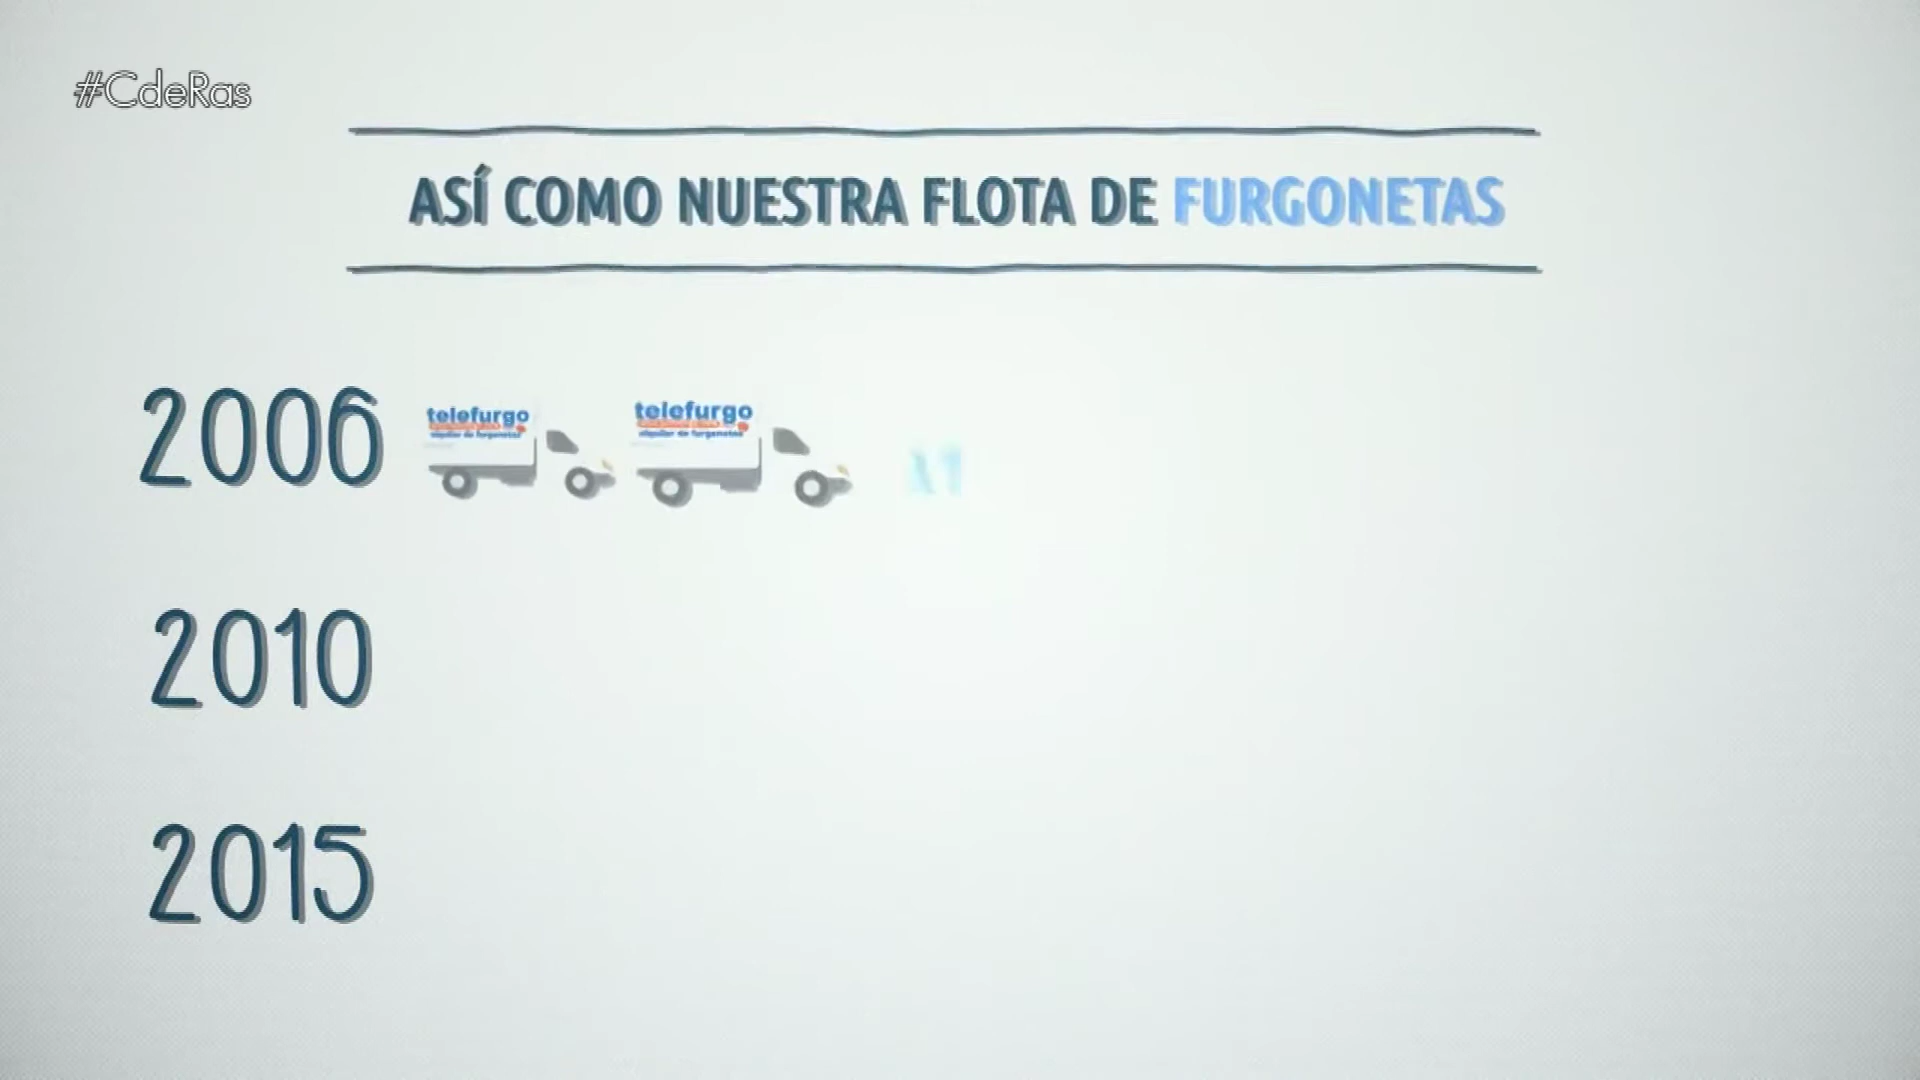 #CdeRas
ASÍ COMO NUESTRA FLOTA DE FURGONETAS
2006
telefurgo
alquiler de furgonetas
telefurgo
alquiler de furgonetas
2010
2015